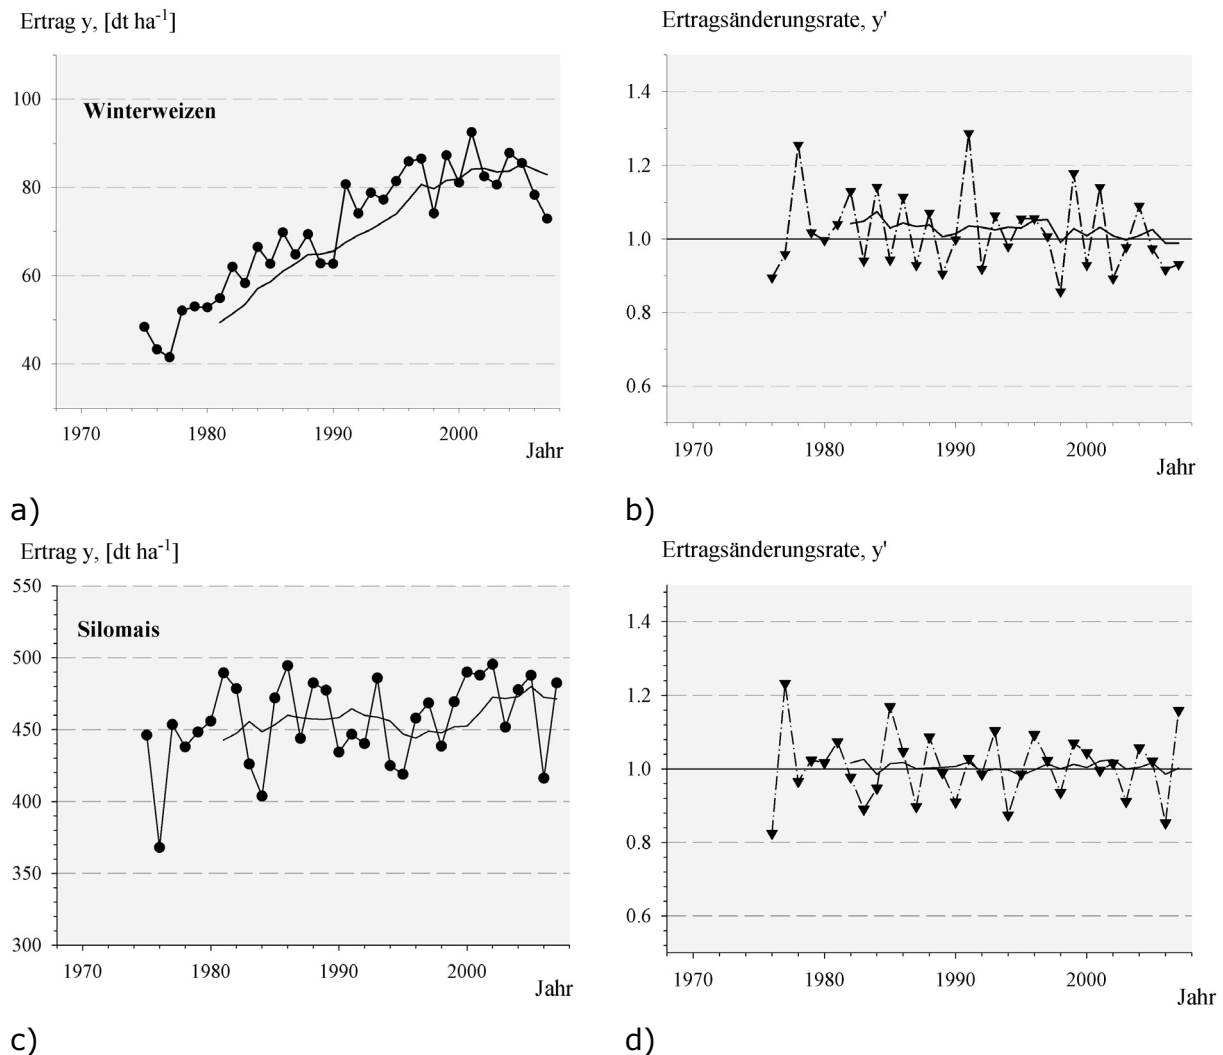 Ertrag y, [dt ha⁻¹]
100
80
60
40
Winterweizen
1970 1980 1990 2000
Jahr
a)
Ertragsänderungsrate, y'
1.4
1.2
1.0
0.8
0.6
1970 1980 1990 2000
Jahr
b)
Ertrag y, [dt ha⁻¹]
550
500
450
400
350
300
Silomais
1970 1980 1990 2000
Jahr
c)
Ertragsänderungsrate, y'
1.4
1.2
1.0
0.8
0.6
1970 1980 1990 2000
Jahr
d)